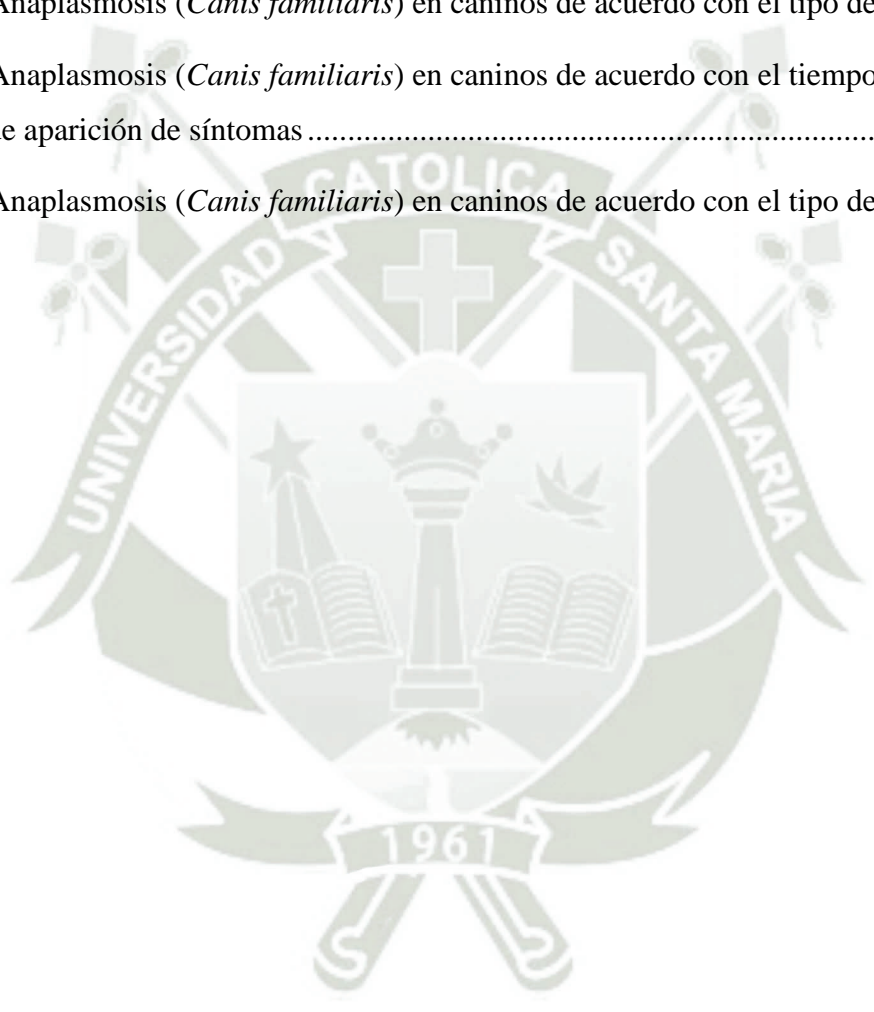 Anaplasmosis (Canis familiaris) en caninos de acuerdo con el tipo de
Anaplasmosis (Canis familiaris) en caninos de acuerdo con el tiempo
de aparición de síntomas ........................................................................
Anaplasmosis (Canis familiaris) en caninos de acuerdo con el tipo de
UNIVERSIDAD CATOLICA SANTA MARIA
1961